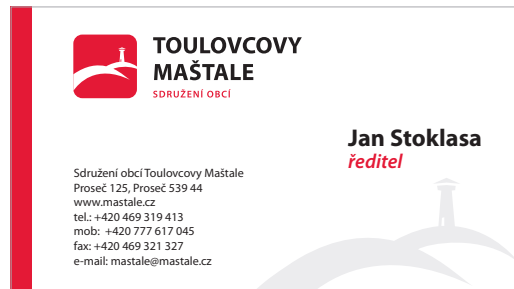 TOULOVCOVY
MAŠTALE
SDRUŽENÍ OBCÍ
Jan Stoklasa
ředitel
Sdružení obcí Toulovcovy Maštale
Proseč 125, Proseč 539 44
www.mastale.cz
tel.: +420 469 319 413
mob: +420 777 617 045
fax: +420 469 321 327
e-mail: mastale@mastale.cz